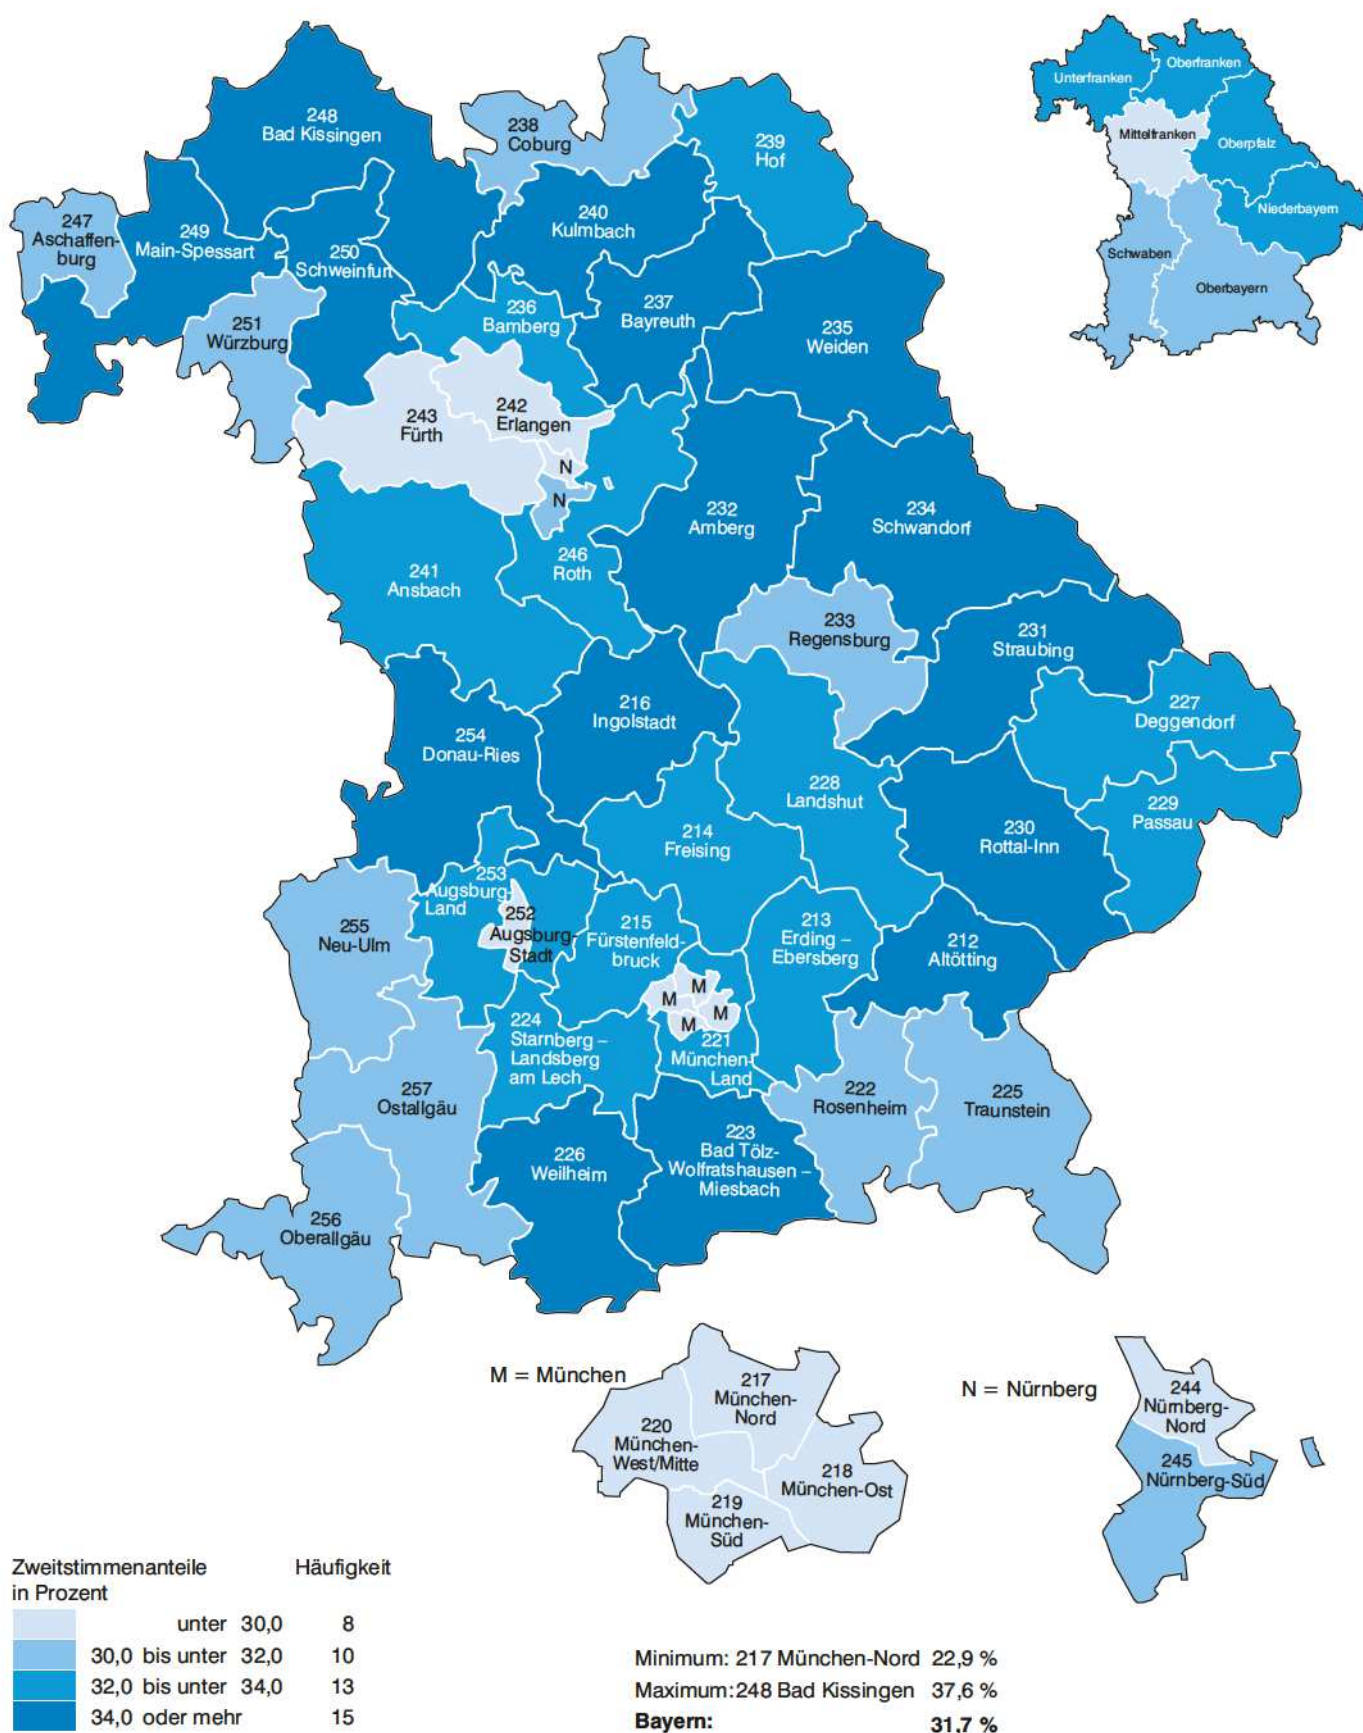 Unterfranken
Oberfranken
Mittelfranken
Oberpfalz
Niederbayern
Schwaben
Oberbayern
248
Bad Kissingen
238
Coburg
239
Hof
247
Aschaffen-
burg
249
Main-Spessart
250
Schweinfurt
240
Kulmbach
251
Würzburg
236
Bamberg
237
Bayreuth
235
Weiden
243
Fürth
242
Erlangen
N
N
232
Amberg
234
Schwandorf
241
Ansbach
246
Roth
233
Regensburg
231
Straubing
216
Ingolstadt
227
Deggendorf
254
Donau-Ries
228
Landshut
229
Passau
214
Freising
230
Rottal-Inn
253
Augsburg-
Land
252
Augsburg-
Stadt
215
Fürstenfeld-
bruck
213
Erding –
Ebersberg
212
Altötting
255
Neu-Ulm
M
M
M
M
224
Starnberg –
Landsberg
am Lech
221
München-
Land
257
Ostallgäu
222
Rosenheim
225
Traunstein
226
Weilheim
223
Bad Tölz-
Wolfratshausen –
Miesbach
256
Oberallgäu
M = München
217
München-
Nord
220
München-
West/Mitte
218
München-Ost
219
München-
Süd
N = Nürnberg
244
Nürnberg-
Nord
245
Nürnberg-Süd
Zweitstimmenanteile Häufigkeit
in Prozent
unter 30,0 8
30,0 bis unter 32,0 10
32,0 bis unter 34,0 13
34,0 oder mehr 15
Minimum: 217 München-Nord 22,9 %
Maximum:248 Bad Kissingen 37,6 %
Bayern: 31,7 %